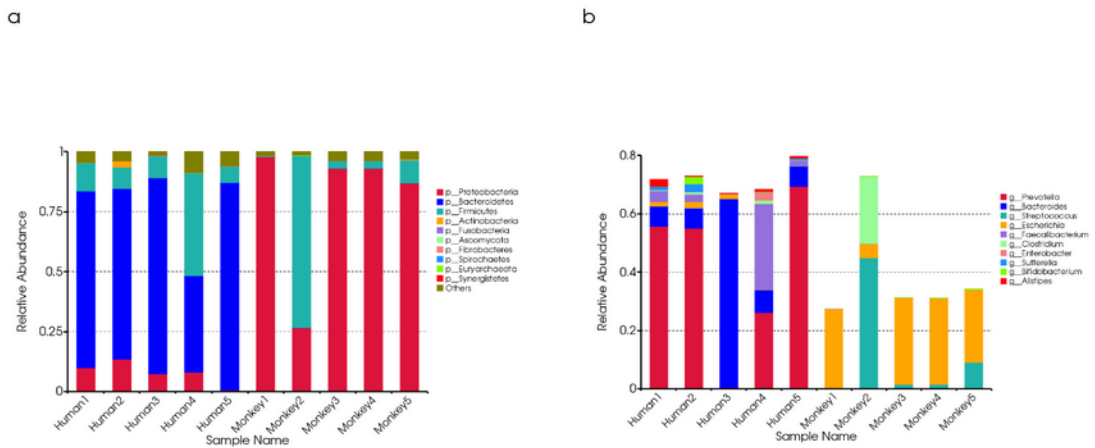 a
b
Relative Abundance
1
0.75
0.5
0.25
0
Human1
Human2
Human3
Human4
Human5
Monkey1
Monkey2
Monkey3
Monkey4
Monkey5
Sample Name
p__Proteobacteria
p__Bacteroidetes
p__Firmicutes
p__Actinobacteria
p__Fusobacteria
p__Ascomycota
p__Fibrobacteres
p__Spirochaetes
p__Euryarchaeota
p__Synergistetes
Others
Relative Abundance
0.8
0.6
0.4
0.2
0
Human1
Human2
Human3
Human4
Human5
Monkey1
Monkey2
Monkey3
Monkey4
Monkey5
Sample Name
g__Prevotella
g__Bacteroides
g__Streptococcus
g__Escherichia
g__Faecalibacterium
g__Clostridium
g__Enterobacter
g__Sutterella
g__Bifidobacterium
g__Alistipes